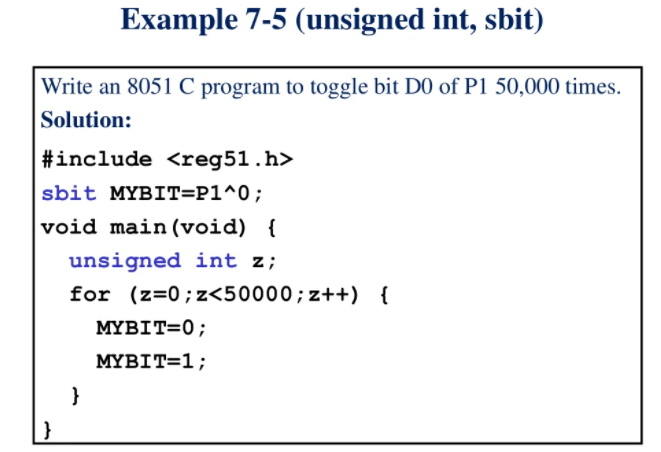 Example 7-5 (unsigned int, sbit)
Write an 8051 C program to toggle bit D0 of P1 50,000 times.
Solution:
#include <reg51.h>
sbit MYBIT=P1^0;
void main(void) {
unsigned int z;
for (z=0;z<50000;z++) {
MYBIT=0;
MYBIT=1;
}
}